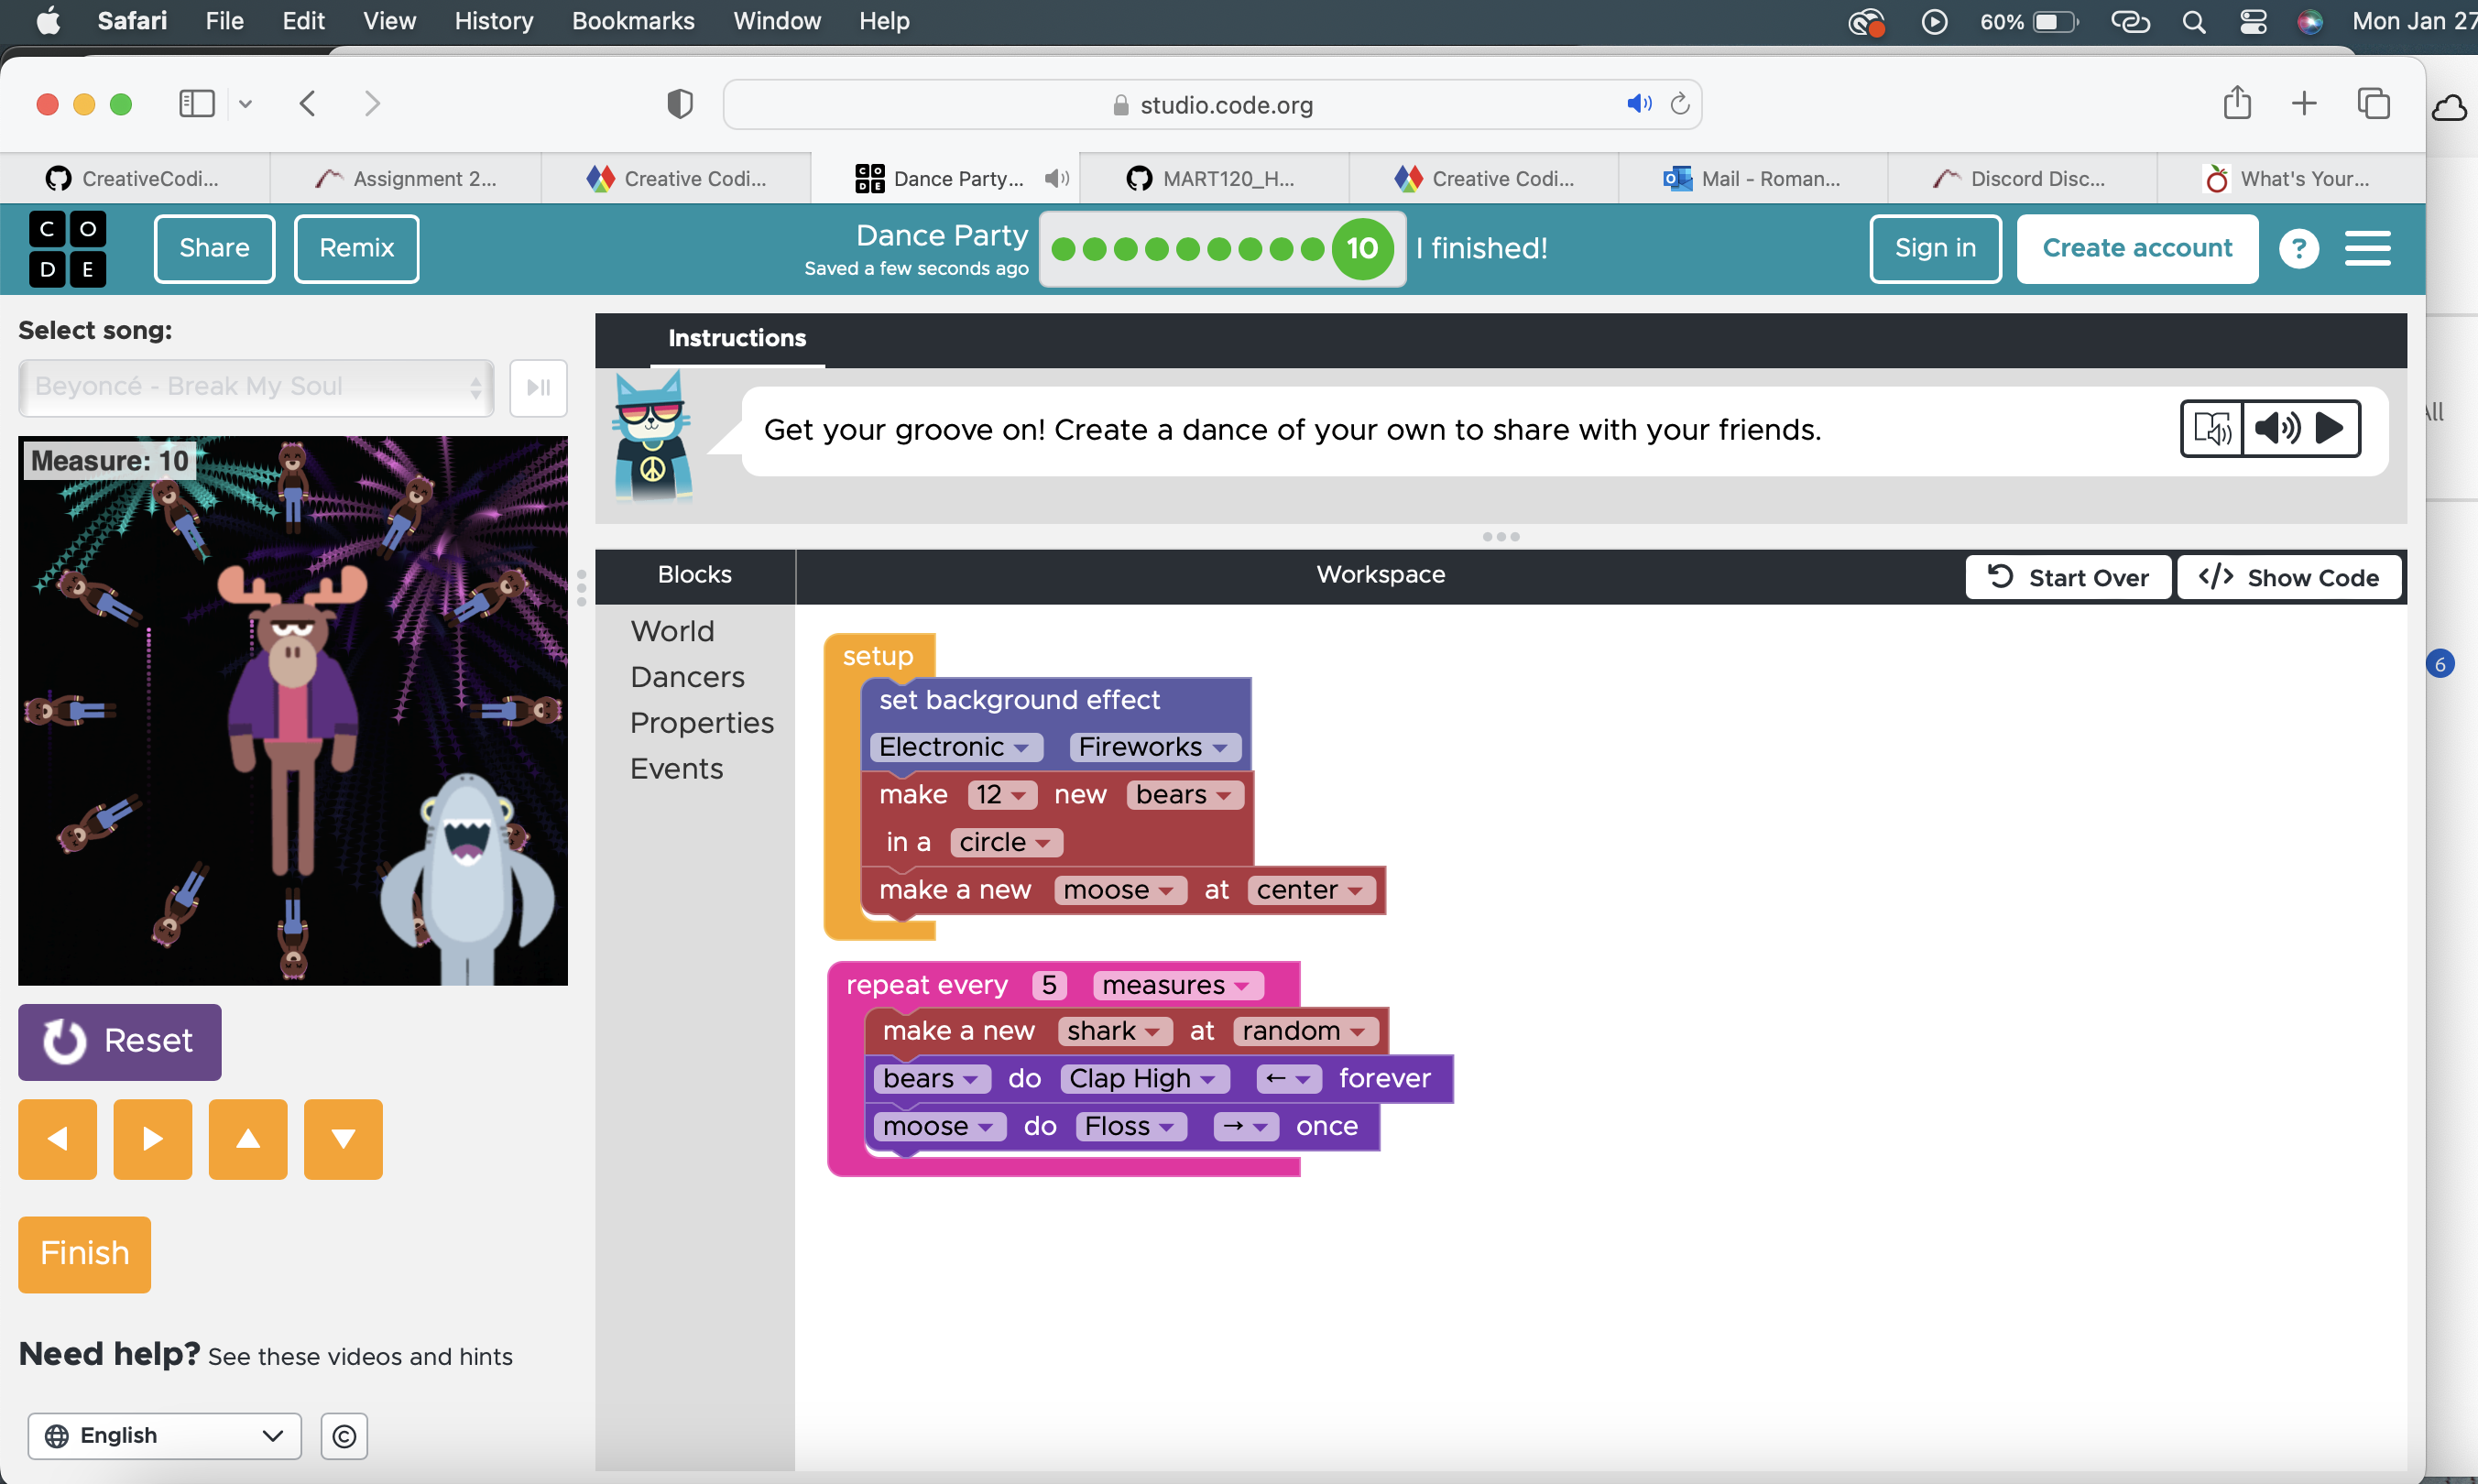 Safari File Edit View History Bookmarks Window Help 60% Mon Jan 27
studio.code.org
CreativeCodi... Assignment 2... Creative Codi... Dance Party... MART120_H... Creative Codi... Mail - Roman... Discord Disc... What's Your...
CODE Share Remix Dance Party 10 I finished! Sign in Create account ?
Saved a few seconds ago
Select song:
Beyoncé - Break My Soul
Measure: 10
Reset
Finish
Need help? See these videos and hints
English ©
Instructions
Get your groove on! Create a dance of your own to share with your friends.
Blocks Workspace Start Over </> Show Code
World
Dancers
Properties
Events
setup
set background effect
Electronic Fireworks
make 12 new bears
in a circle
make a new moose at center
repeat every 5 measures
make a new shark at random
bears do Clap High ← forever
moose do Floss → once
6